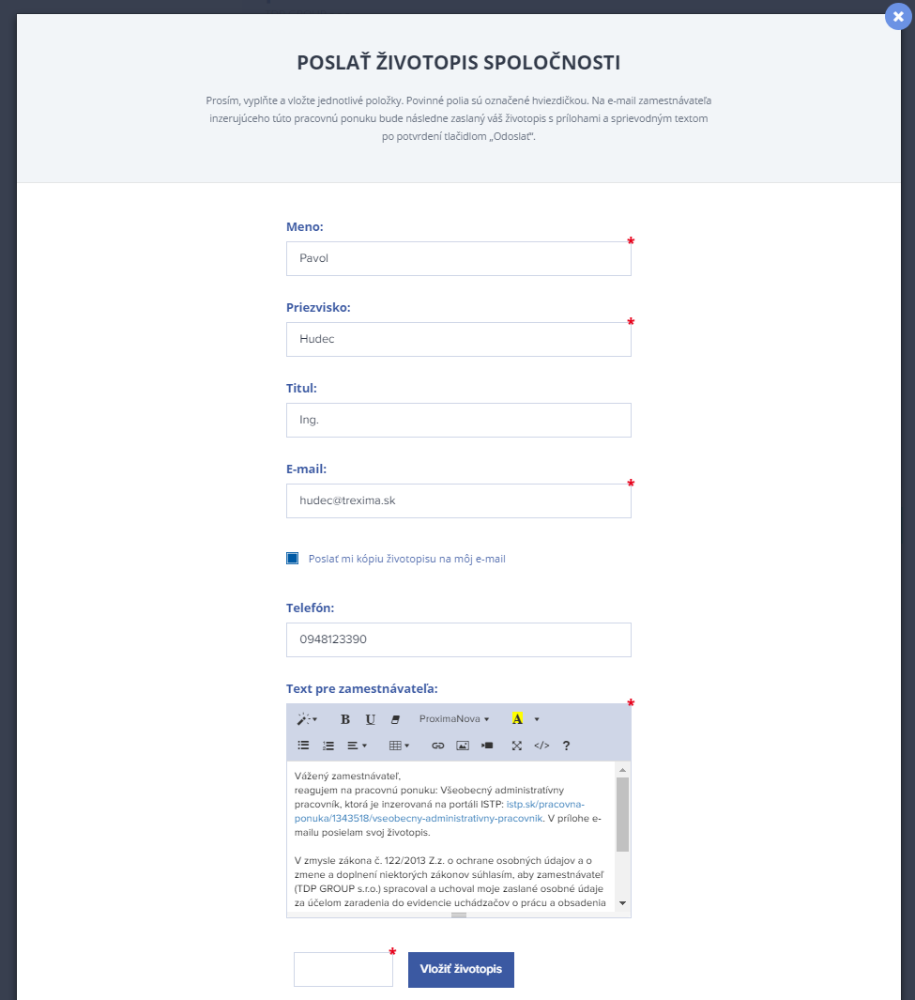 POSLAŤ ŽIVOTOPIS SPOLOČNOSTI
Prosím, vyplňte a vložte jednotlivé položky. Povinné polia sú označené hviezdičkou. Na e-mail zamestnávateľa
inzerujúceho túto pracovnú ponuku bude následne zaslaný váš životopis s prílohami a sprievodným textom
po potvrdení tlačidlom „Odoslať“.
Meno:
*
Pavol
Priezvisko:
*
Hudec
Titul:
Ing.
E-mail:
*
hudec@trexima.sk
Poslať mi kópiu životopisu na môj e-mail
Telefón:
0948123390
Text pre zamestnávateľa:
*
B U ProximaNova A
</> ?
Vážený zamestnávateľ,
reagujem na pracovnú ponuku: Všeobecný administratívny
pracovník, ktorá je inzerovaná na portáli ISTP: istp.sk/pracovna-
ponuka/1343518/vseobecny-administrativny-pracovnik. V prílohe e-
mailu posielam svoj životopis.
V zmysle zákona č. 122/2013 Z.z. o ochrane osobných údajov a o
zmene a doplnení niektorých zákonov súhlasím, aby zamestnávateľ
(TDP GROUP s.r.o.) spracoval a uchoval moje zaslané osobné údaje
za účelom zaradenia do evidencie uchádzačov o prácu a obsadenia
*
Vložiť životopis